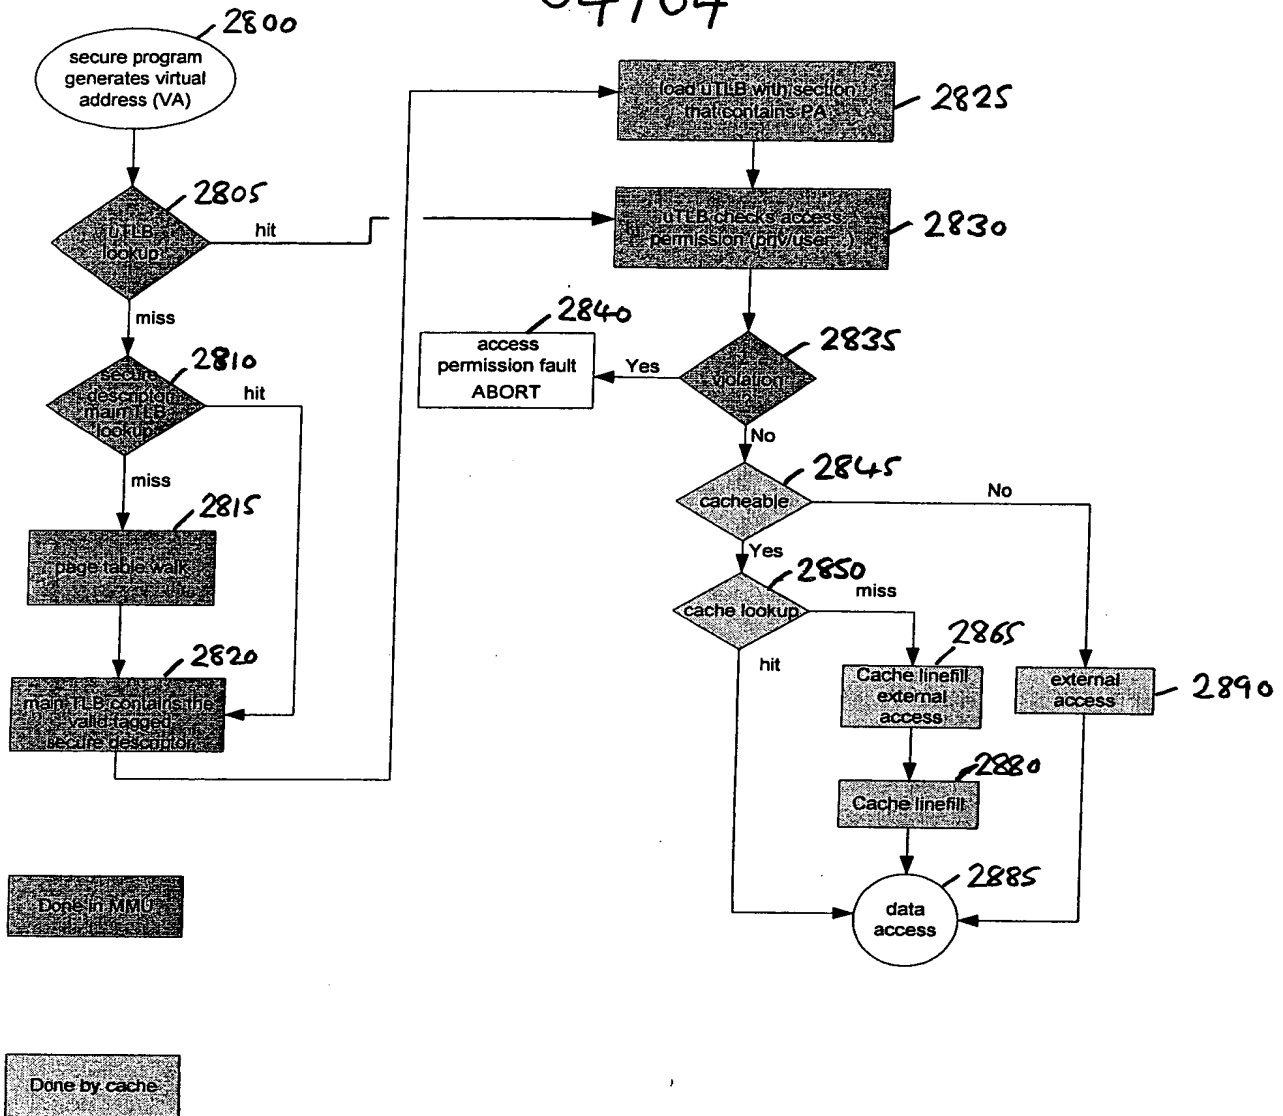 2800
secure program
generates virtual
address (VA)
2805
uTLB
lookup
hit
miss
2810
secure
descriptor
main TLB
lookup
hit
miss
2815
page table walk
2820
main TLB contains the
valid tagged
secure descriptor
load uTLB with section
that contains PA
2825
uTLB checks access
permission (priv/user...)
2830
2840
access
permission fault
ABORT
Yes
2835
violation
No
2845
cacheable
No
Yes
2850
cache lookup
miss
hit
2865
Cache linefill
external
access
external
access
2890
2880
Cache linefill
2885
data
access
Done in MMU
Done by cache